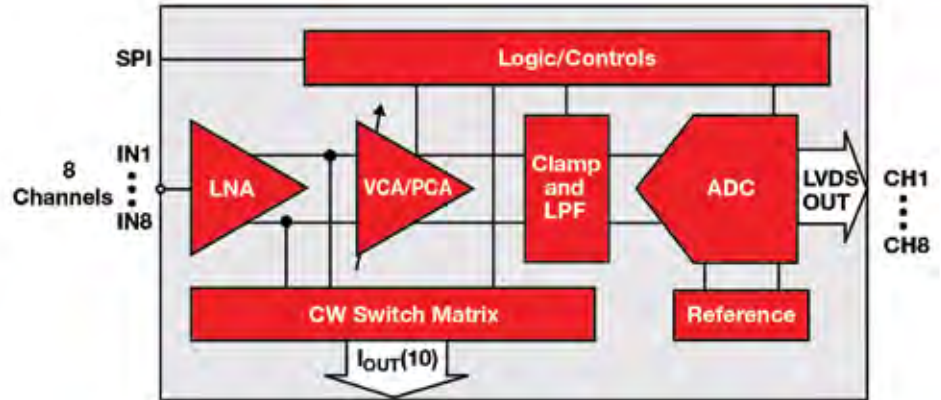 SPI
Logic/Controls
8
Channels
IN1
IN8
LNA
VCA/PCA
Clamp
and
LPF
ADC
LVDS
OUT
CH1
CH8
CW Switch Matrix
Reference
IOUT(10)